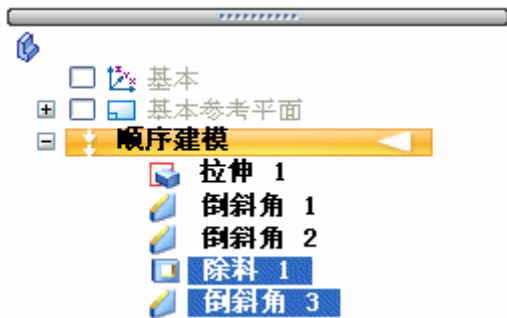 基本
基本参考平面
顺序建模
拉伸 1
倒斜角 1
倒斜角 2
除料 1
倒斜角 3